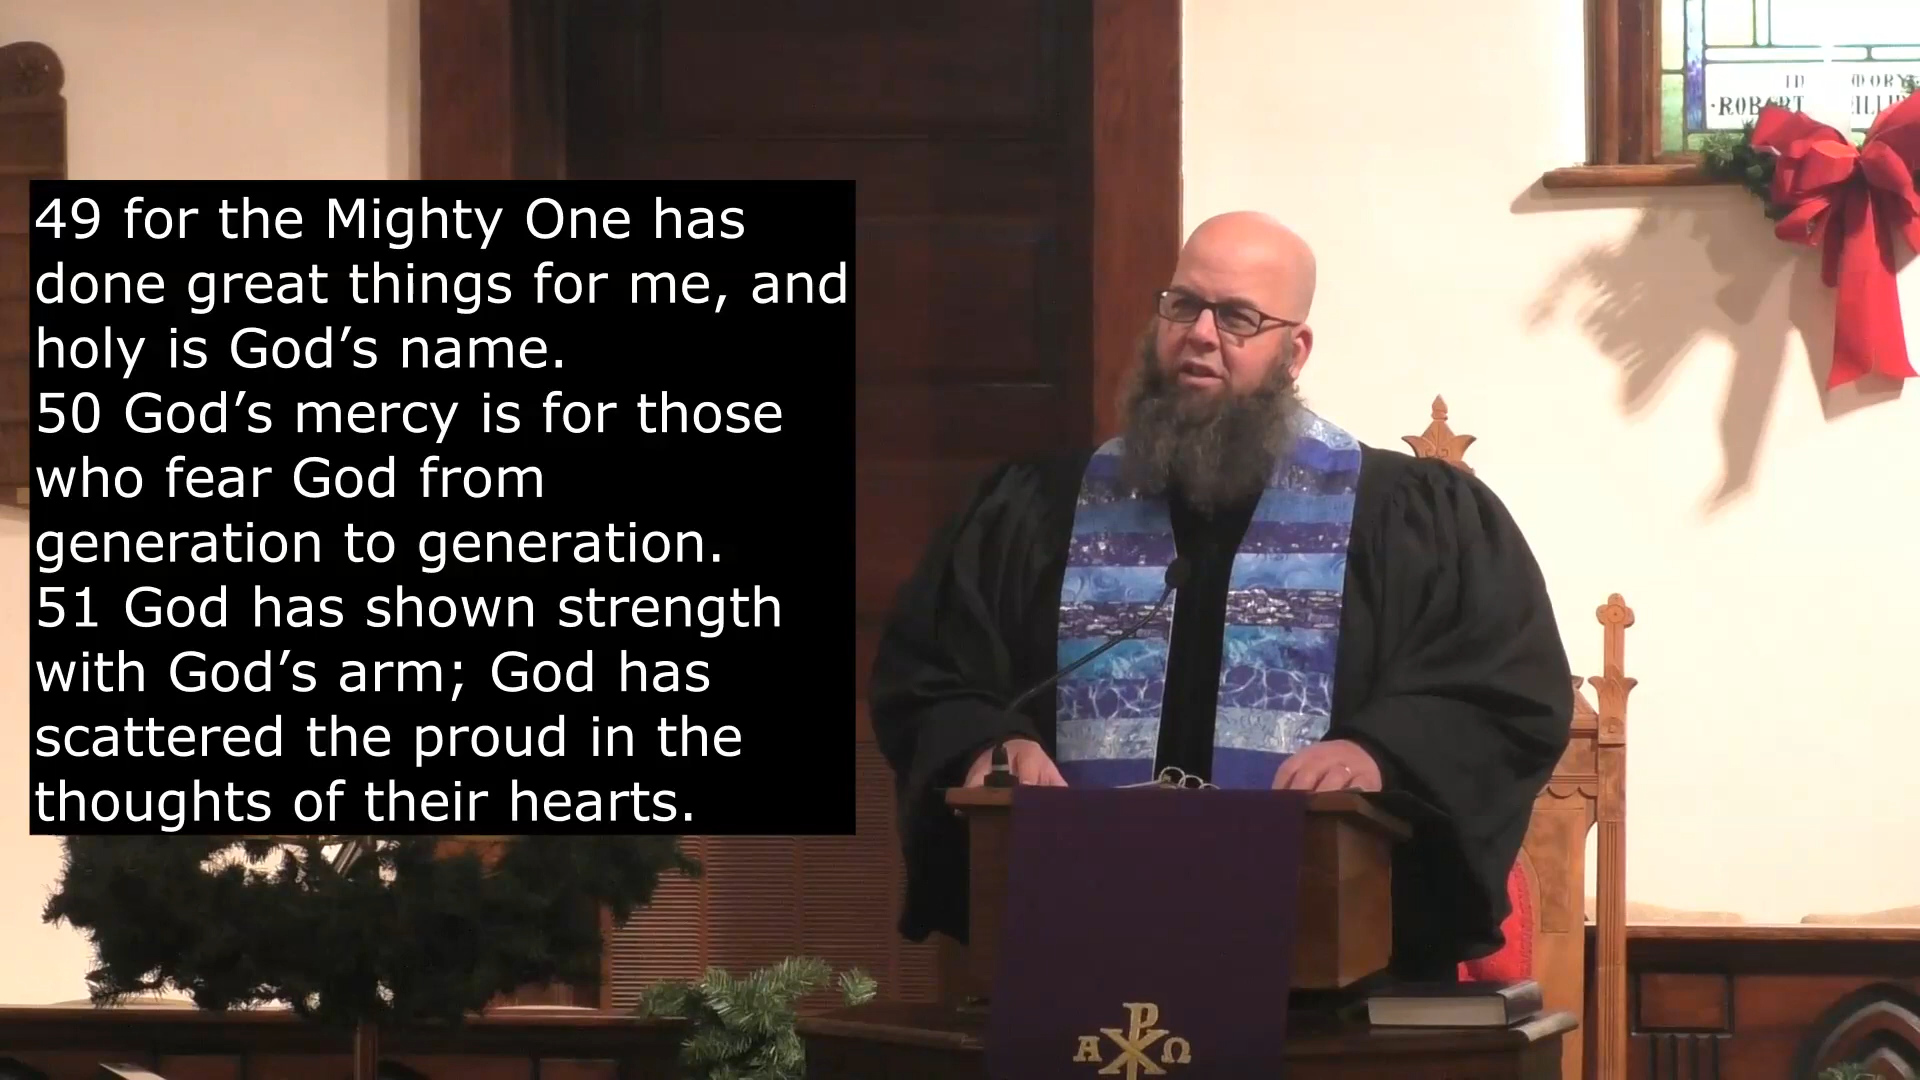 49 for the Mighty One has
done great things for me, and
holy is God’s name.
50 God’s mercy is for those
who fear God from
generation to generation.
51 God has shown strength
with God’s arm; God has
scattered the proud in the
thoughts of their hearts.
Α Ω